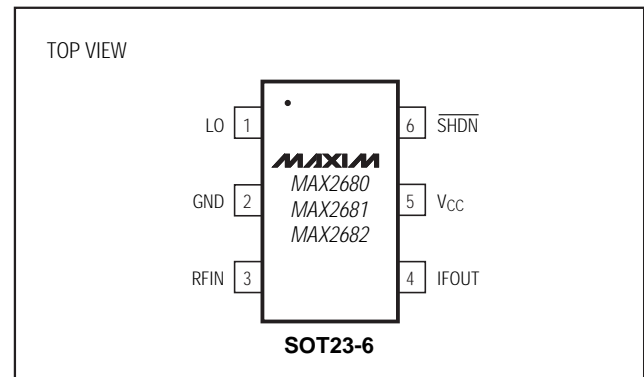 TOP VIEW
LO 1
6 SHDN
MAXIM
MAX2680
GND 2
MAX2681
5 VCC
MAX2682
RFIN 3
4 IFOUT
SOT23-6